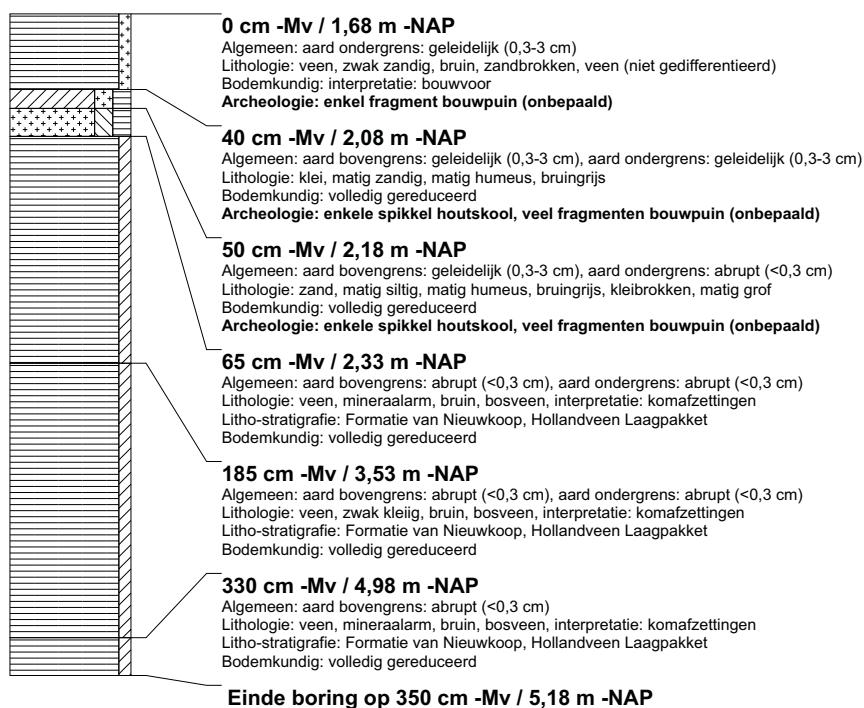 0 cm -Mv / 1,68 m -NAP
Algemeen: aard ondergrens: geleidelijk (0,3-3 cm)
Lithologie: veen, zwak zandig, bruin, zandbrokken, veen (niet gedifferentieerd)
Bodemkundig: interpretatie: bouwvoor
Archeologie: enkel fragment bouwpuin (onbepaald)
40 cm -Mv / 2,08 m -NAP
Algemeen: aard bovengrens: geleidelijk (0,3-3 cm), aard ondergrens: geleidelijk (0,3-3 cm)
Lithologie: klei, matig zandig, matig humeus, bruingrijs
Bodemkundig: volledig gereduceerd
Archeologie: enkele spikkel houtskool, veel fragmenten bouwpuin (onbepaald)
50 cm -Mv / 2,18 m -NAP
Algemeen: aard bovengrens: geleidelijk (0,3-3 cm), aard ondergrens: abrupt (<0,3 cm)
Lithologie: zand, matig siltig, matig humeus, bruingrijs, kleibrokken, matig grof
Bodemkundig: volledig gereduceerd
Archeologie: enkele spikkel houtskool, veel fragmenten bouwpuin (onbepaald)
65 cm -Mv / 2,33 m -NAP
Algemeen: aard bovengrens: abrupt (<0,3 cm), aard ondergrens: abrupt (<0,3 cm)
Lithologie: veen, mineraalarm, bruin, bosveen, interpretatie: komafzettingen
Litho-stratigrafie: Formatie van Nieuwkoop, Hollandveen Laagpakket
Bodemkundig: volledig gereduceerd
185 cm -Mv / 3,53 m -NAP
Algemeen: aard bovengrens: abrupt (<0,3 cm), aard ondergrens: abrupt (<0,3 cm)
Lithologie: veen, zwak kleiig, bruin, bosveen, interpretatie: komafzettingen
Litho-stratigrafie: Formatie van Nieuwkoop, Hollandveen Laagpakket
Bodemkundig: volledig gereduceerd
330 cm -Mv / 4,98 m -NAP
Algemeen: aard bovengrens: abrupt (<0,3 cm)
Lithologie: veen, mineraalarm, bruin, bosveen, interpretatie: komafzettingen
Litho-stratigrafie: Formatie van Nieuwkoop, Hollandveen Laagpakket
Bodemkundig: volledig gereduceerd
Einde boring op 350 cm -Mv / 5,18 m -NAP